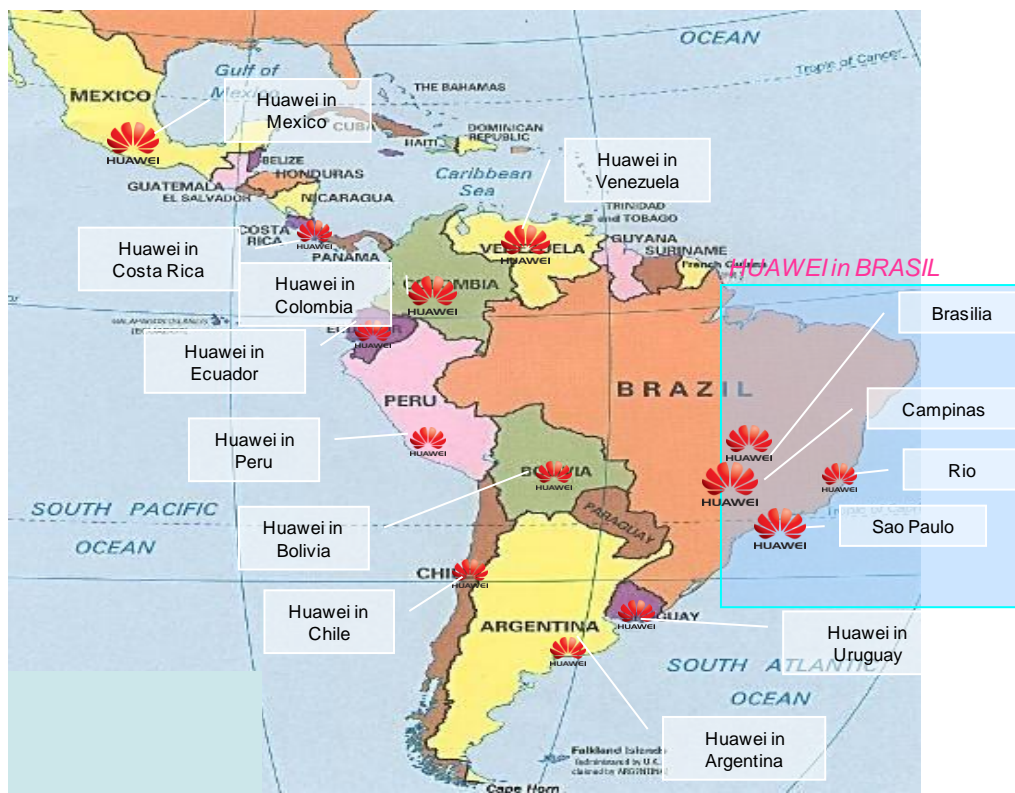 OCEAN
Tropic of Cancer
Gulf of
Mexico
MEXICO
Huawei in
Mexico
THE BAHAMAS
CUBA
HAITI
DOMINICAN
REPUBLIC
HUAWEI
BELIZE
HONDURAS
GUATEMALA
EL SALVADOR
NICARAGUA
Caribbean
Sea
Huawei in
Venezuela
TRINIDAD
and TOBAGO
COSTA
RICA
HUAWEI
PANAMA
VENEZUELA
HUAWEI
GUYANA
SURINAME
French Guiana
Huawei in
Costa Rica
Huawei in
Colombia
COLOMBIA
HUAWEI
HUAWEI in BRASIL
Brasilia
HUAWEI
Huawei in
Ecuador
PERU
BRAZIL
Campinas
Huawei in
Peru
HUAWEI
HUAWEI
BOLIVIA
HUAWEI
HUAWEI
HUAWEI
Rio
SOUTH PACIFIC
OCEAN
Huawei in
Bolivia
PARAGUAY
HUAWEI
Sao Paulo
HUAWEI
Huawei in
Chile
ARGENTINA
HUAWEI
Huawei in
Uruguay
HUAWEI
SOUTH ATLANTIC
OCEAN
Huawei in
Argentina
Falkland Islands
Cape Horn